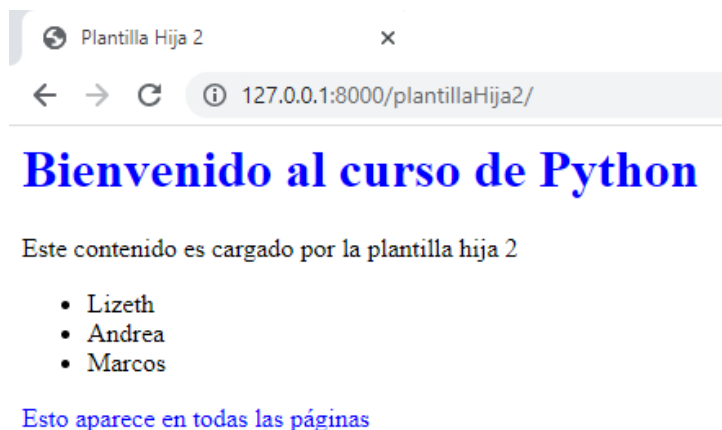 Plantilla Hija 2
127.0.0.1:8000/plantillaHija2/
Bienvenido al curso de Python
Este contenido es cargado por la plantilla hija 2
Lizeth
Andrea
Marcos
Esto aparece en todas las páginas